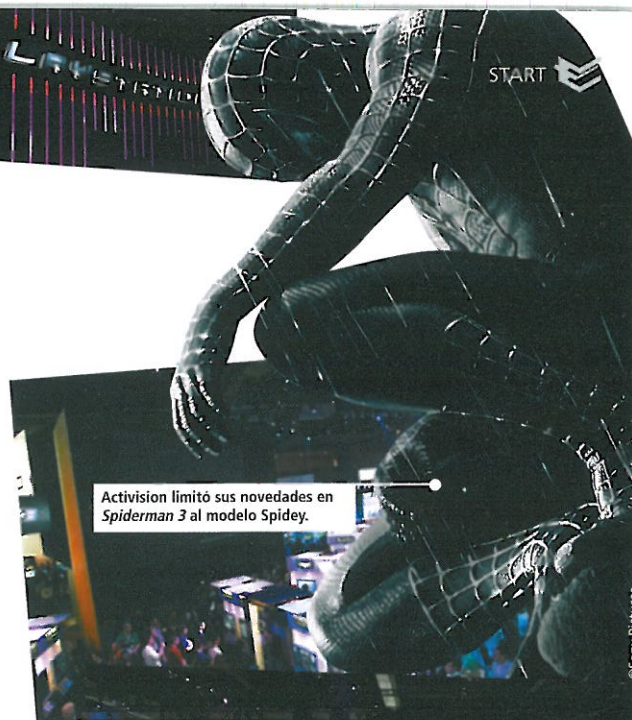 START
Activision limitó sus novedades en
Spiderman 3 al modelo Spidey.